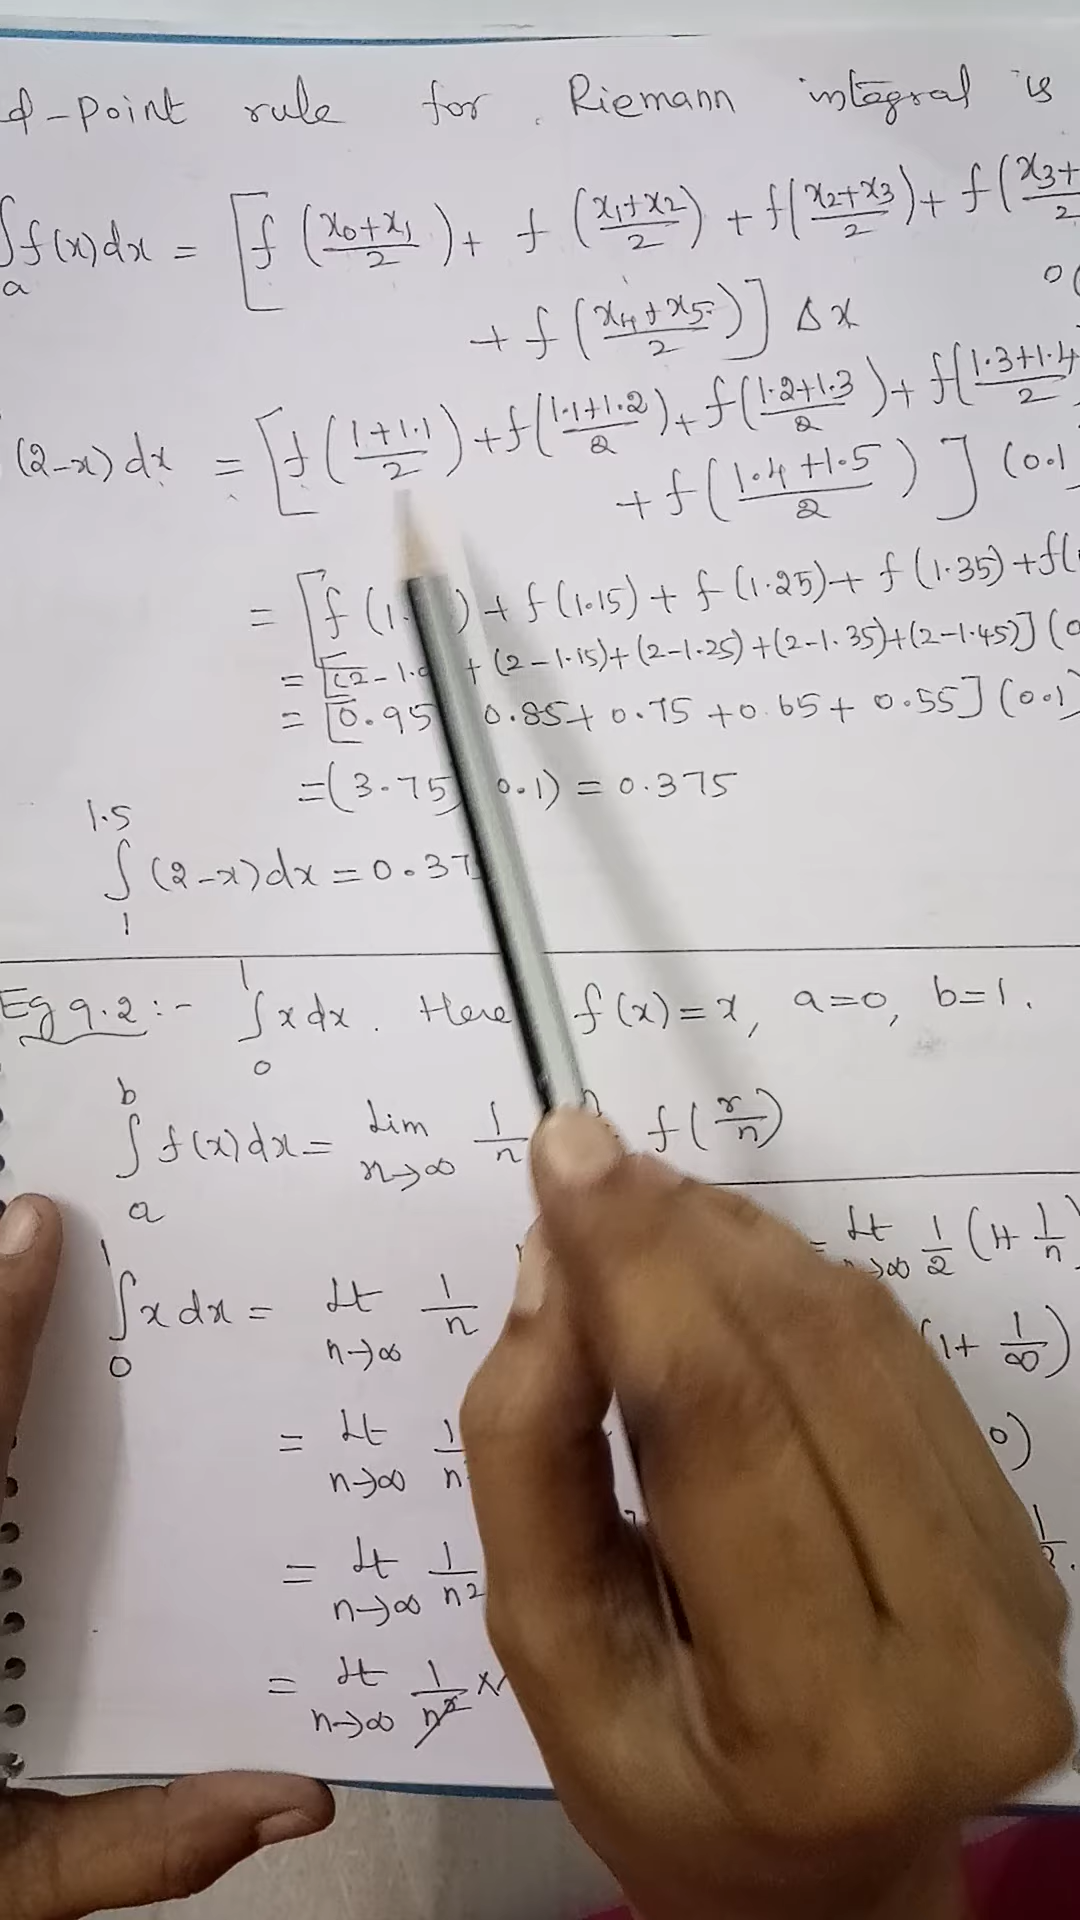 -point rule for Riemann integral is
∫ₐ f(x)dx = [f((x₀+x₁)/2) + f((x₁+x₂)/2) + f((x₂+x₃)/2) + f((x₃+
+ f((x₄+x₅)/2)] Δx
(2-x)dx = [f((1+1.1)/2) + f((1.1+1.2)/2) + f((1.2+1.3)/2) + f((1.3+1.4)/2
+ f((1.4+1.5)/2)] (0.1
= [f(1. ) + f(1.15) + f(1.25) + f(1.35) + f(
= [(2-1. + (2-1.15)+(2-1.25)+(2-1.35)+(2-1.45)] (0
= [0.95 0.85+0.75+0.65+0.55] (0.1)
=(3.75) 0.1) = 0.375
∫₁^1.5 (2-x)dx = 0.37
Eg 9.2:- ∫₀^1 x dx. Here f(x)=x, a=0, b=1.
∫ₐ^b f(x)dx = Lim n→∞ 1/n f(r/n)
∫₀^1 x dx = Lt n→∞ 1/n
= Lt n→∞ 1/n
= Lt n→∞ 1/n²
= Lt n→∞ 1/n² ×
= Lt n→∞ 1/2 (1+ 1/n)
(1+ 1/∞)
0)